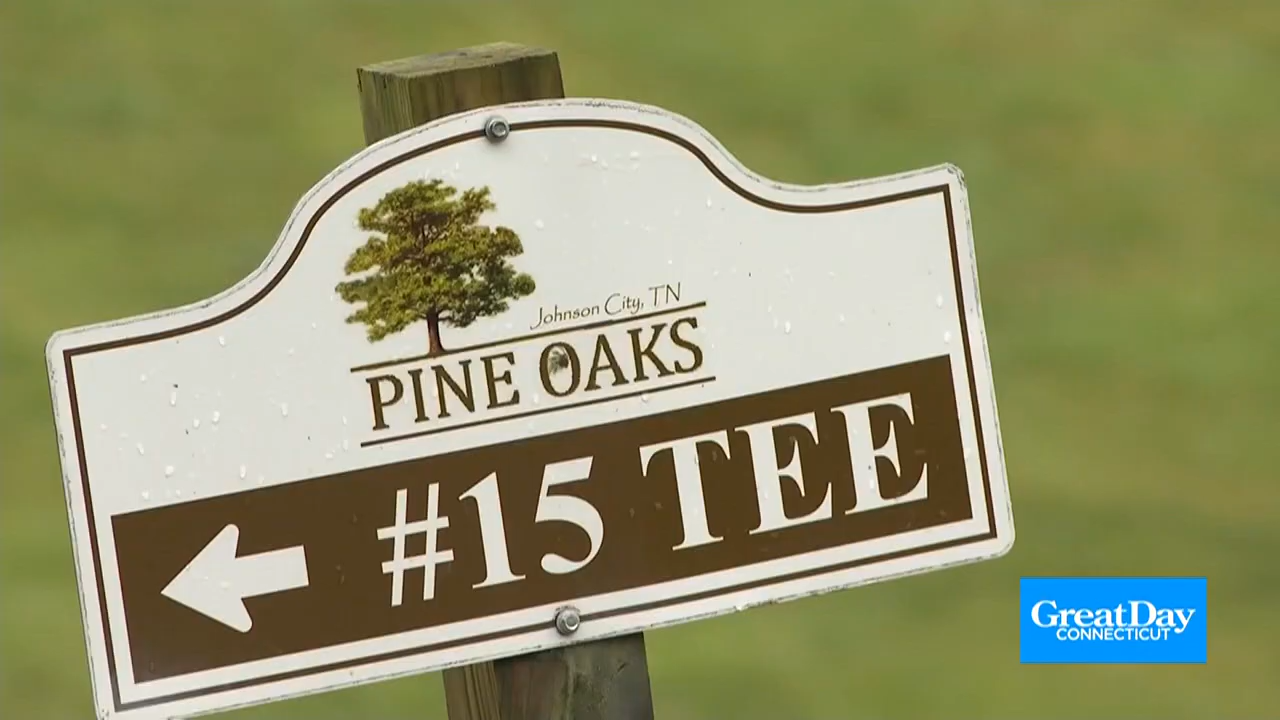 Johnson City, TN
PINE OAKS
#15 TEE
GreatDay
CONNECTICUT